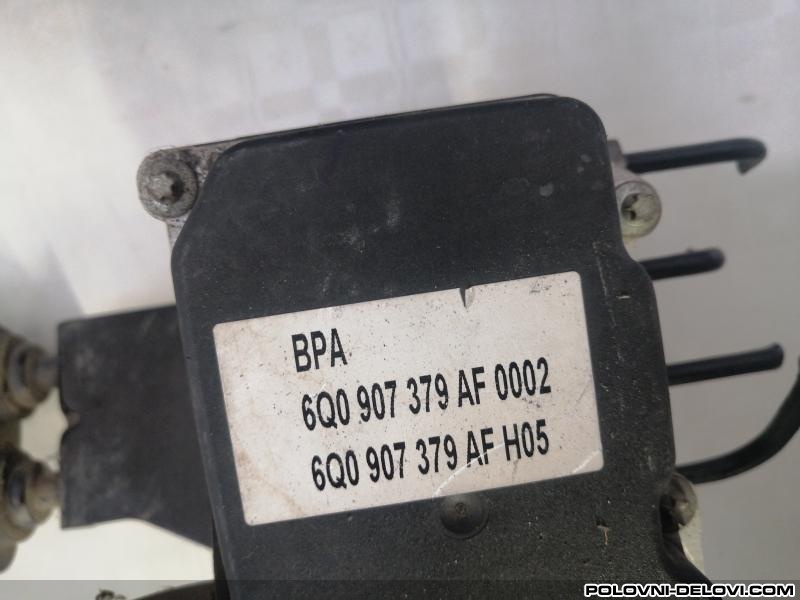 BPA
6Q0 907 379 AF 0002
6Q0 907 379 AF H05
POLOVNI-DELOVI.COM